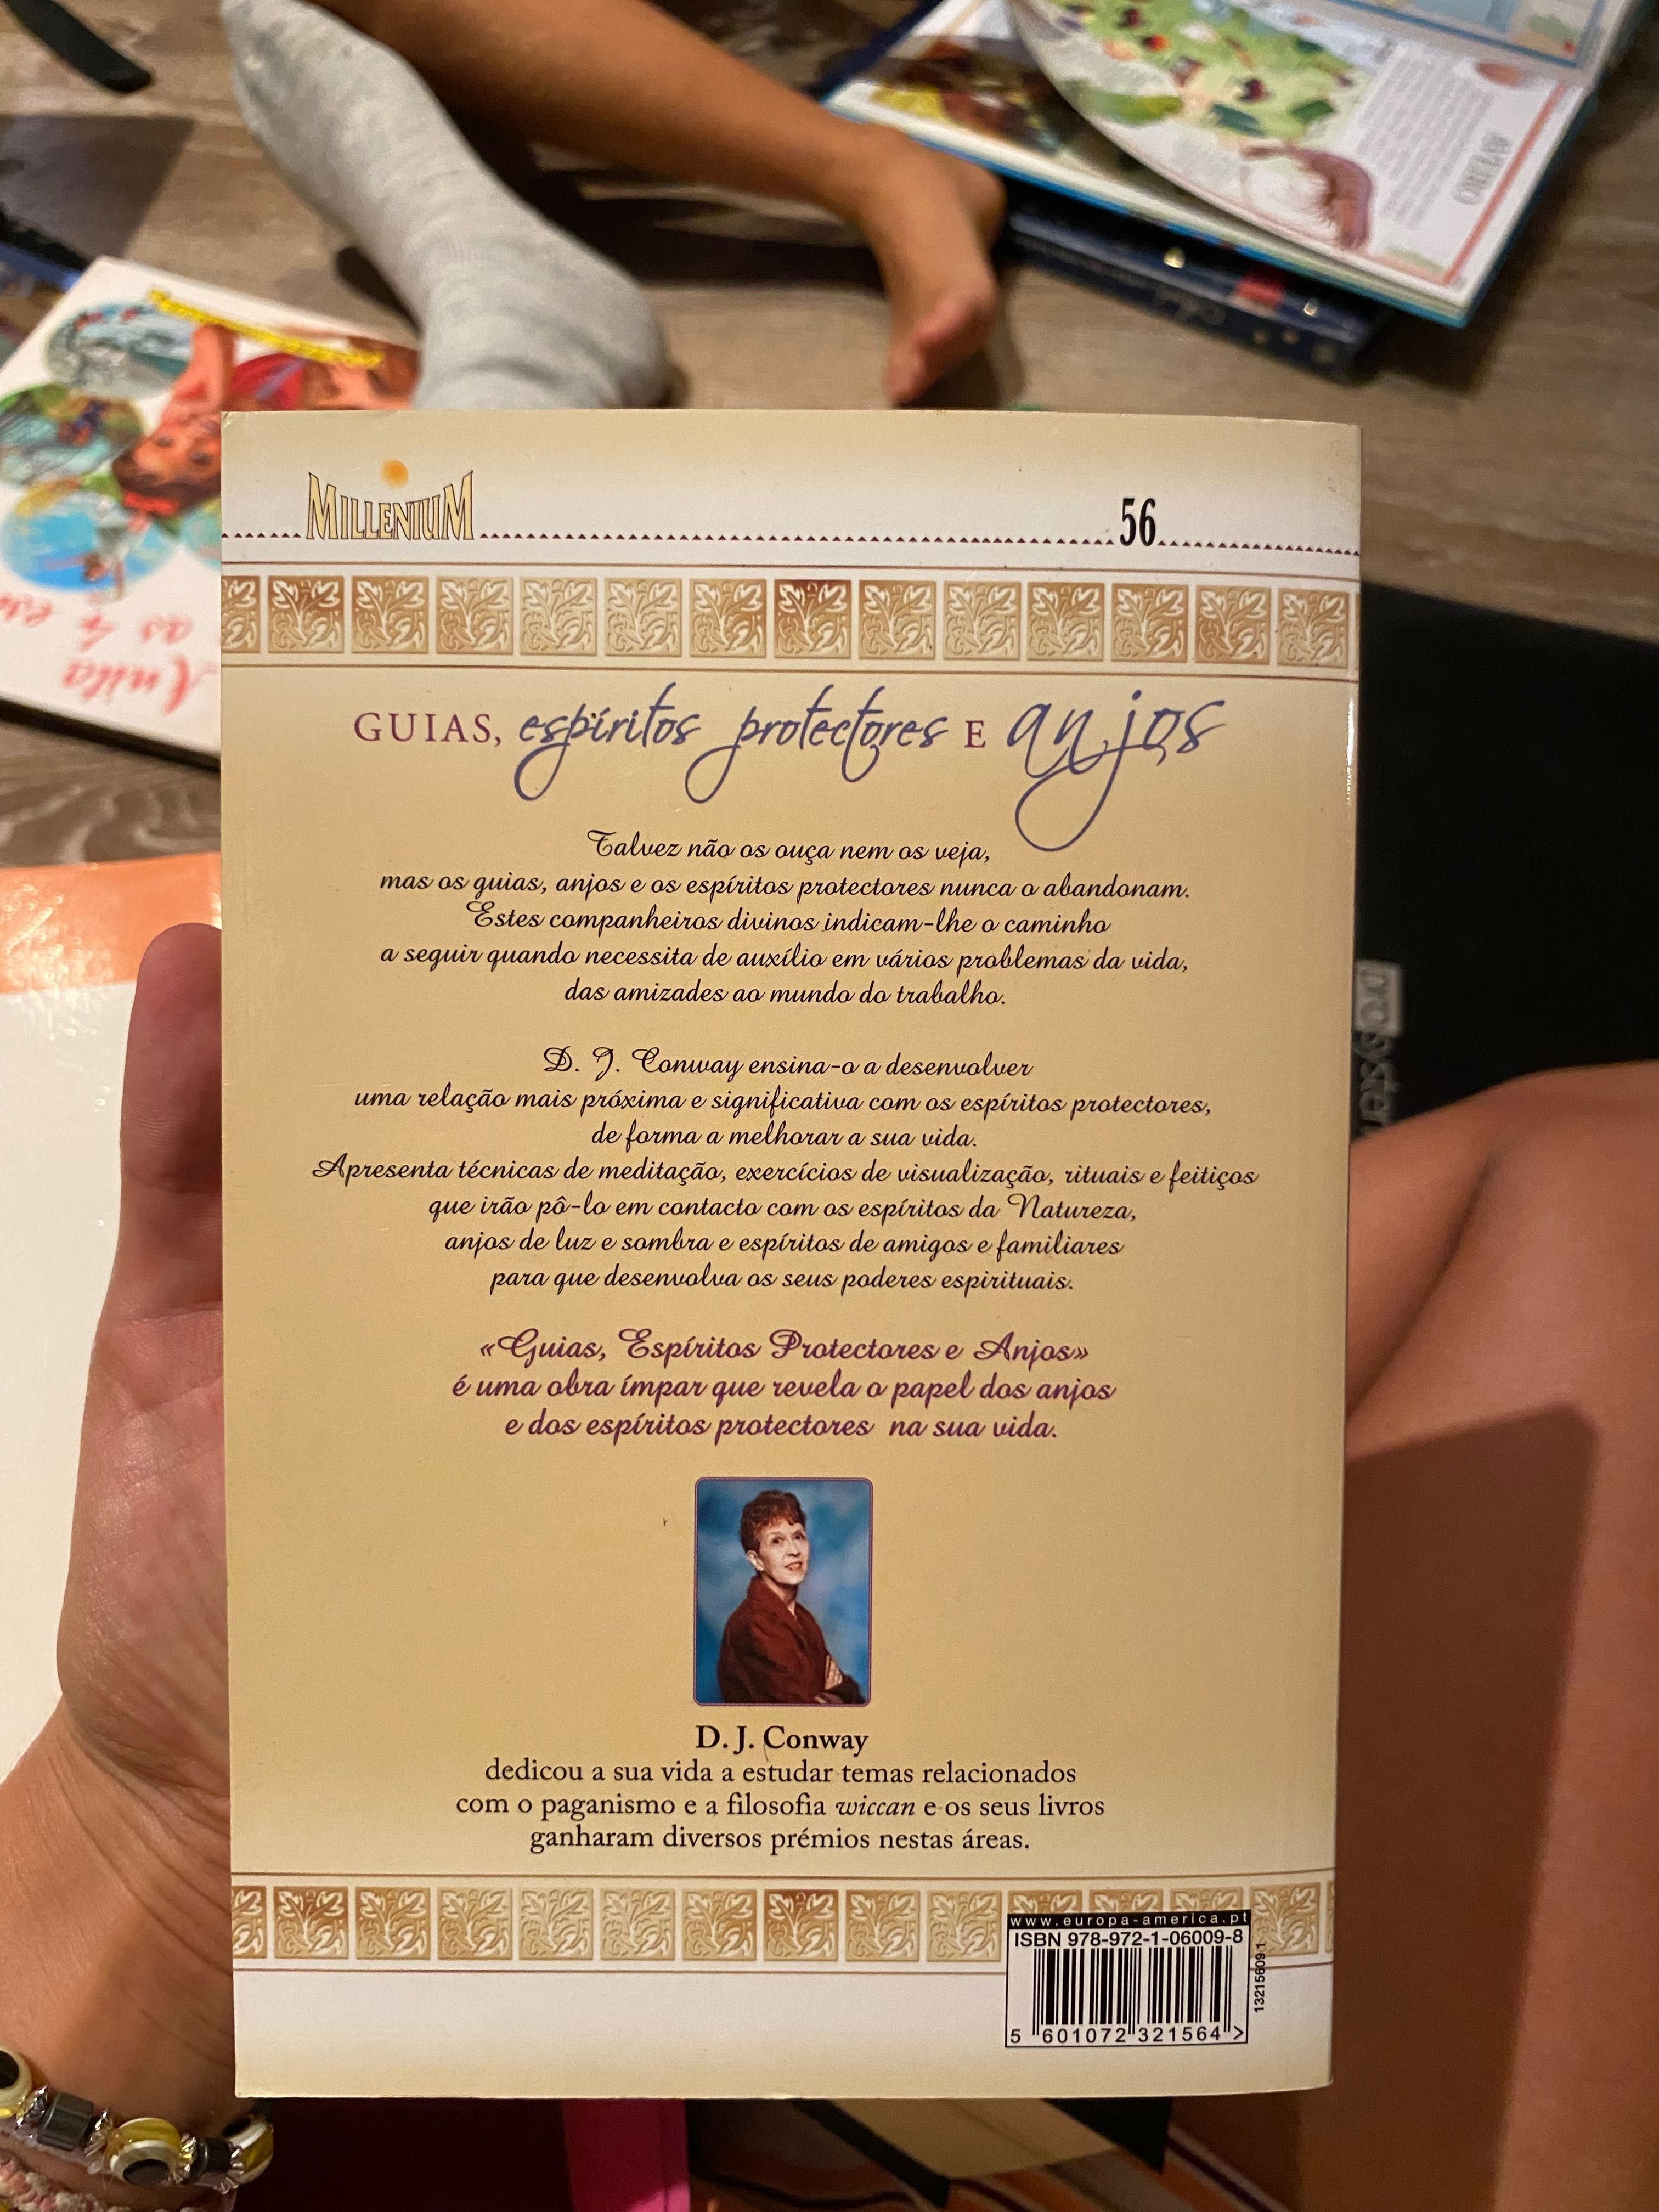 AVEIRO
Anita
as 4 es
MILLENIUM
56
GUIAS, espíritos protectores E anjos
Talvez não os ouça nem os veja,
mas os guias, anjos e os espíritos protectores nunca o abandonam.
Estes companheiros divinos indicam-lhe o caminho
a seguir quando necessita de auxílio em vários problemas da vida,
das amizades ao mundo do trabalho.
D. J. Conway ensina-o a desenvolver
uma relação mais próxima e significativa com os espíritos protectores,
de forma a melhorar a sua vida.
Apresenta técnicas de meditação, exercícios de visualização, rituais e feitiços
que irão pô-lo em contacto com os espíritos da Natureza,
anjos de luz e sombra e espíritos de amigos e familiares
para que desenvolva os seus poderes espirituais.
«Guias, Espíritos Protectores e Anjos»
é uma obra ímpar que revela o papel dos anjos
e dos espíritos protectores na sua vida.
D. J. Conway
dedicou a sua vida a estudar temas relacionados
com o paganismo e a filosofia wiccan e os seus livros
ganharam diversos prémios nestas áreas.
www.europa-america.pt
ISBN 978-972-1-06009-8
5 601072 321564 >
13215609 1